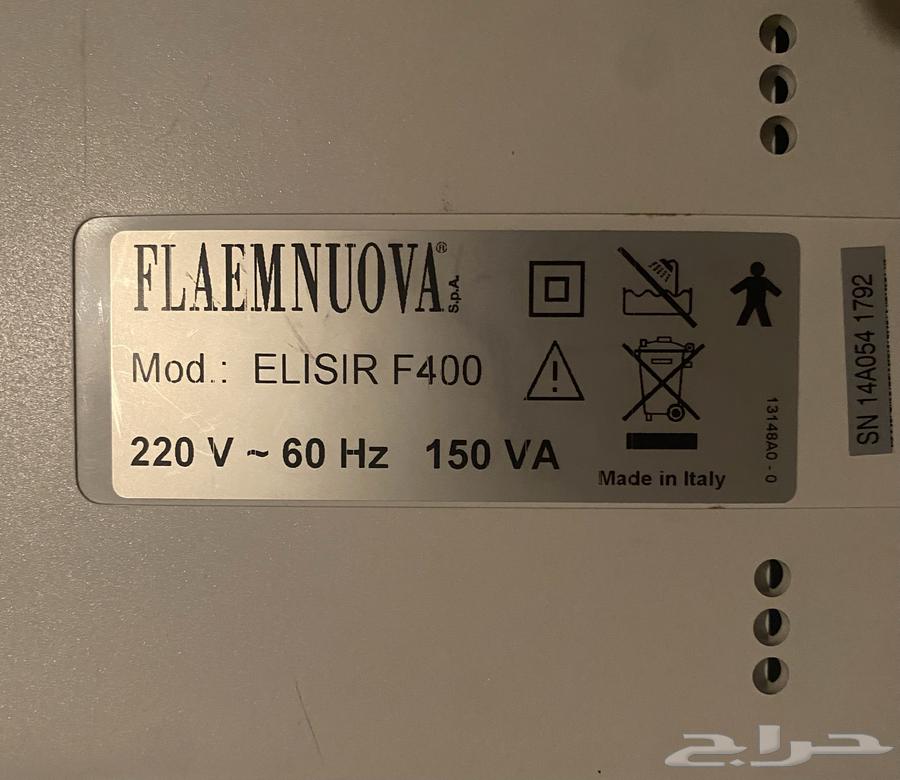 FLAEMNUOVA® S.p.A.
Mod.: ELISIR F400
220 V ~ 60 Hz 150 VA
Made in Italy
13148A0 - 0
SN 14A054 1792
حراج